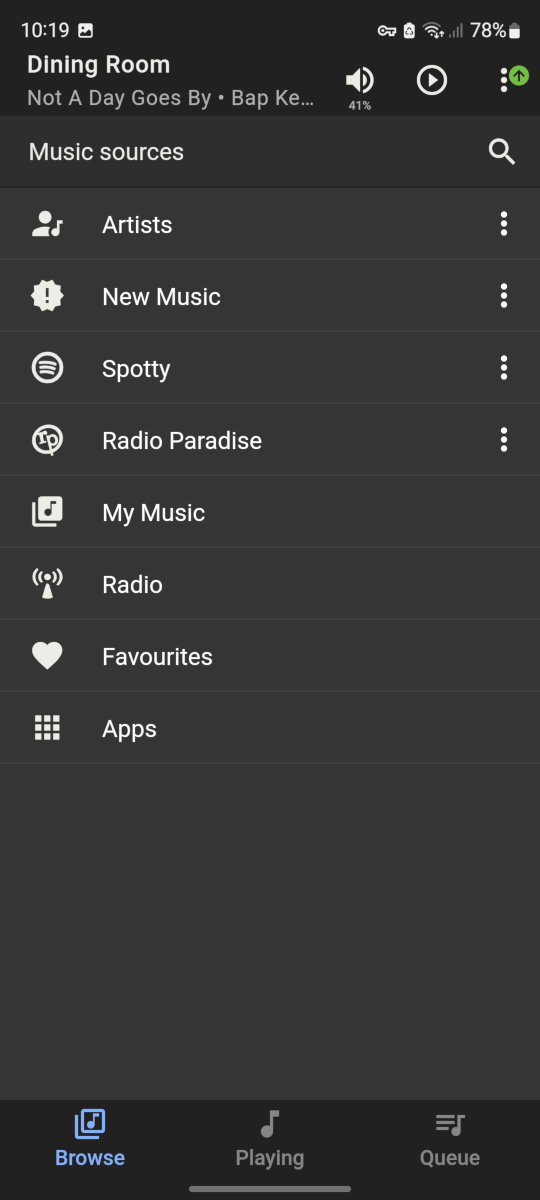 10:19 78%
Dining Room
Not A Day Goes By • Bap Ke...
41%
Music sources
Artists
New Music
Spotty
rp Radio Paradise
My Music
Radio
Favourites
Apps
Browse Playing Queue